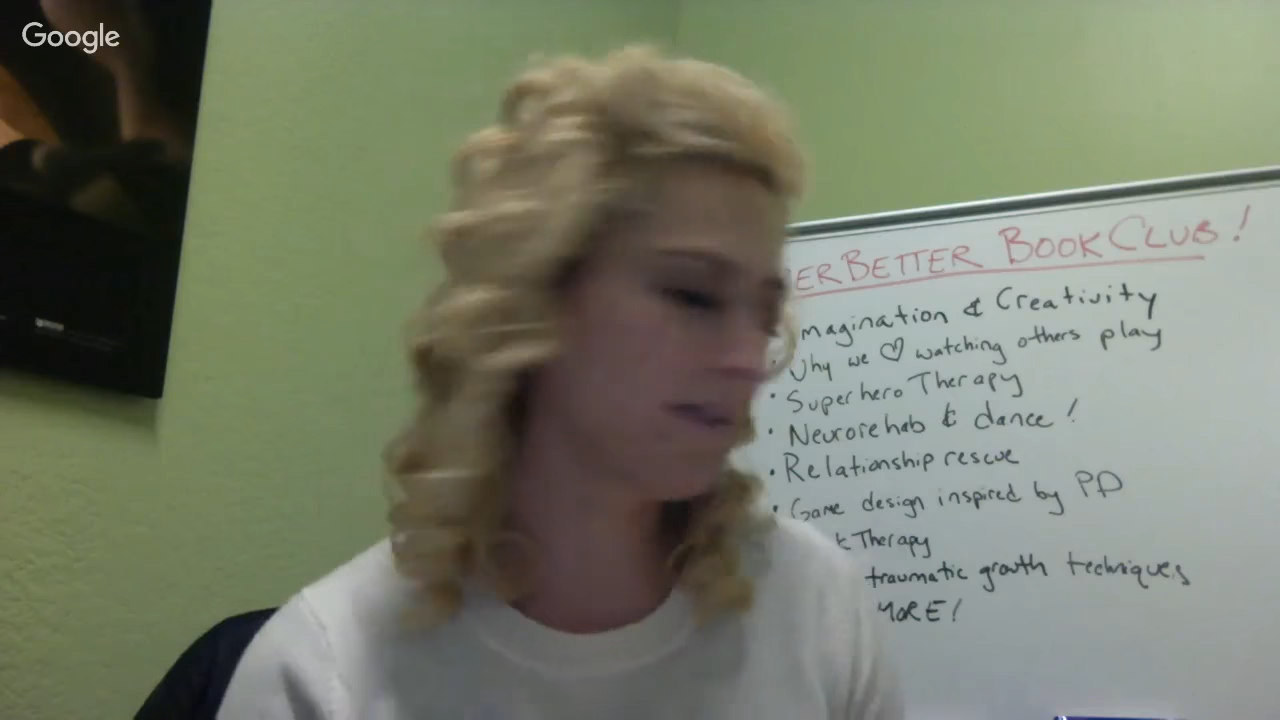 Google
ERBETTER BOOK CLUB!
magination & Creativity
• Why we ♡ watching others play
• Superhero Therapy
• Neurorehab & dance!
• Relationship rescue
• Game design inspired by PD
t Therapy
traumatic growth techniques
MORE!